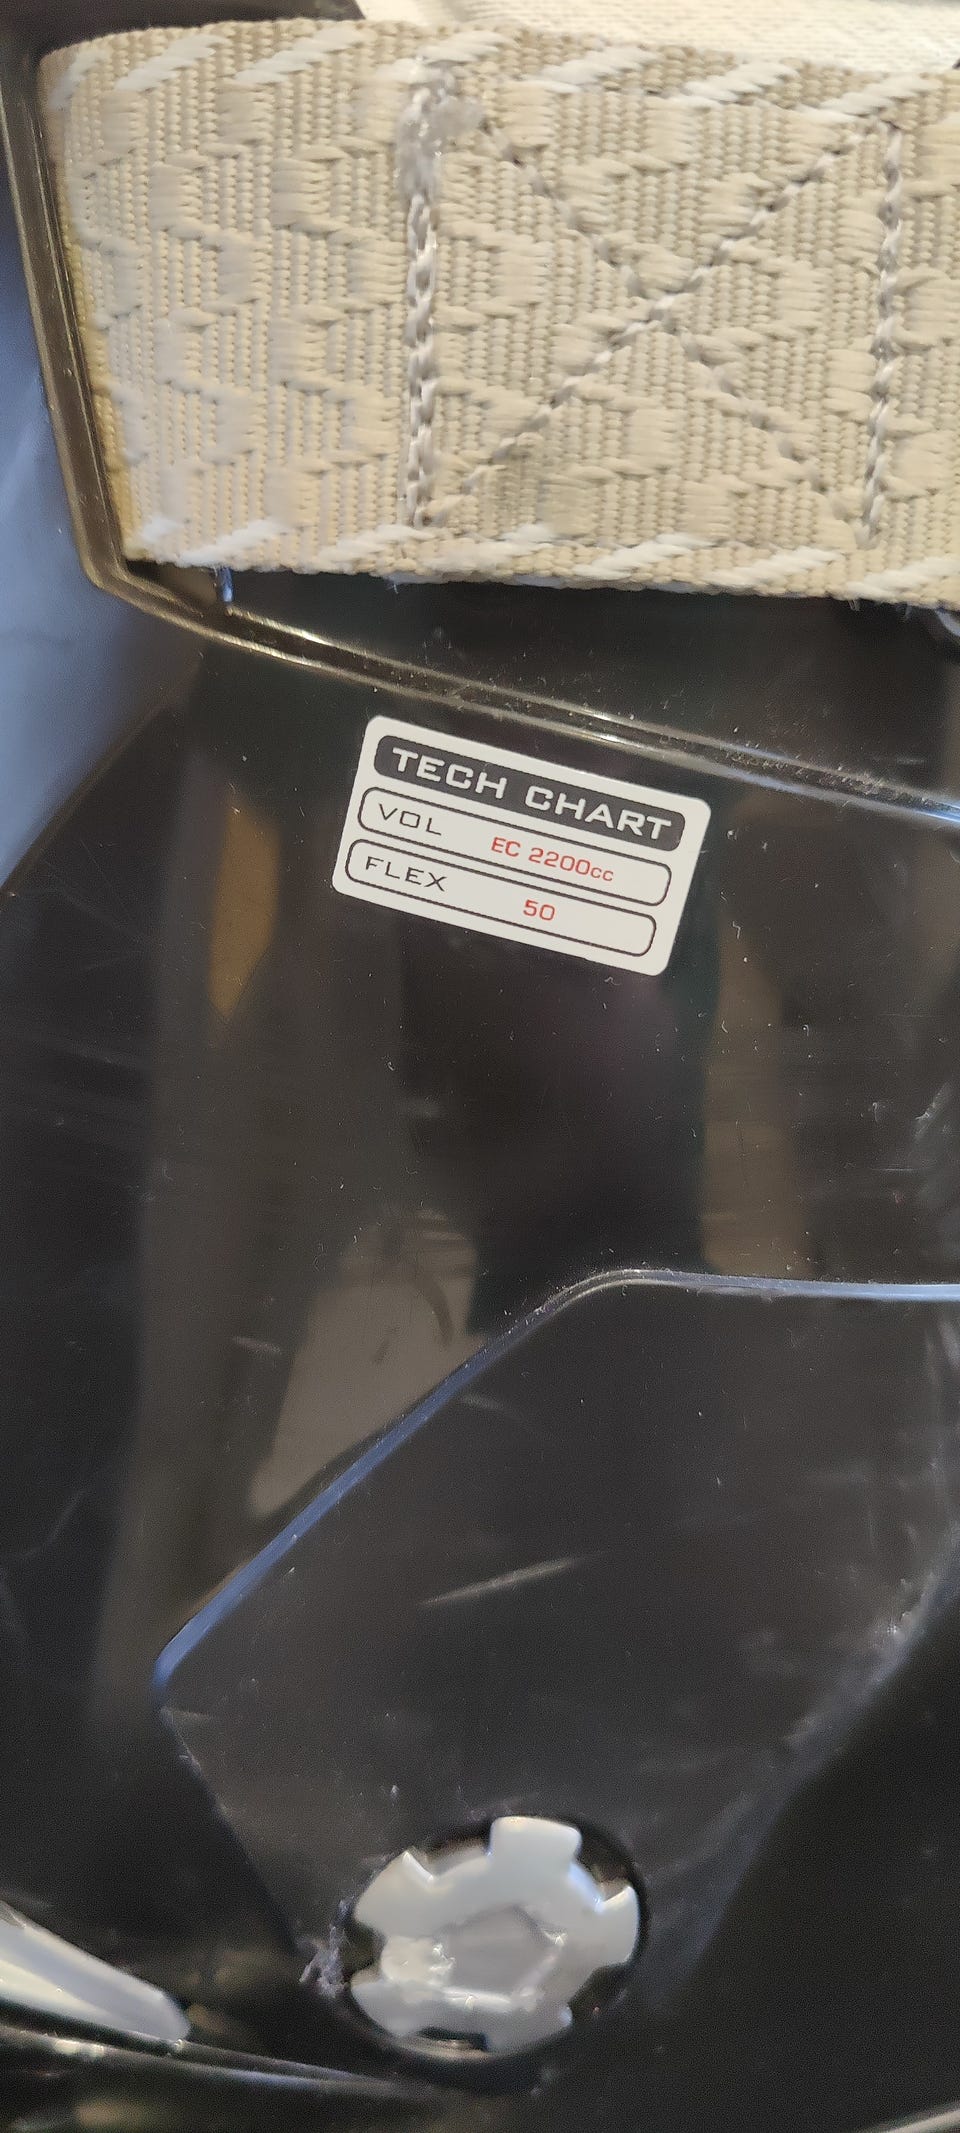 TECH CHART
VOL EC 2200cc
FLEX 50